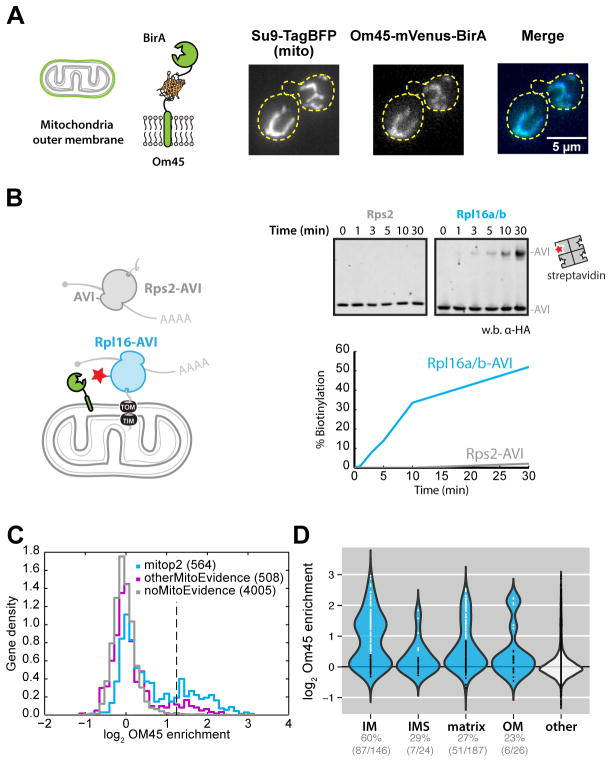 A
BirA
Mitochondria
outer membrane
Om45
Su9-TagBFP
(mito)
Om45-mVenus-BirA
Merge
5 μm
B
AVI
Rps2-AVI
AAAA
Rpl16-AVI
AAAA
TOM
TIM
Rps2
Rpl16a/b
Time (min)
0 1 3 5 10 30
0 1 3 5 10 30
-AVI
streptavidin
-AVI
w.b. α-HA
% Biotinylation
60
50
40
30
20
10
0
Rpl16a/b-AVI
Rps2-AVI
0 5 10 15 20 25 30
Time (min)
C
Gene density
1.8
1.6
1.4
1.2
1.0
0.8
0.6
0.4
0.2
0.0
mitop2 (564)
otherMitoEvidence (508)
noMitoEvidence (4005)
−2 −1 0 1 2 3 4
log2 OM45 enrichment
D
log2 Om45 enrichment
3
2
1
0
−1
IM IMS matrix OM other
60% 29% 27% 23%
(87/146) (7/24) (51/187) (6/26)